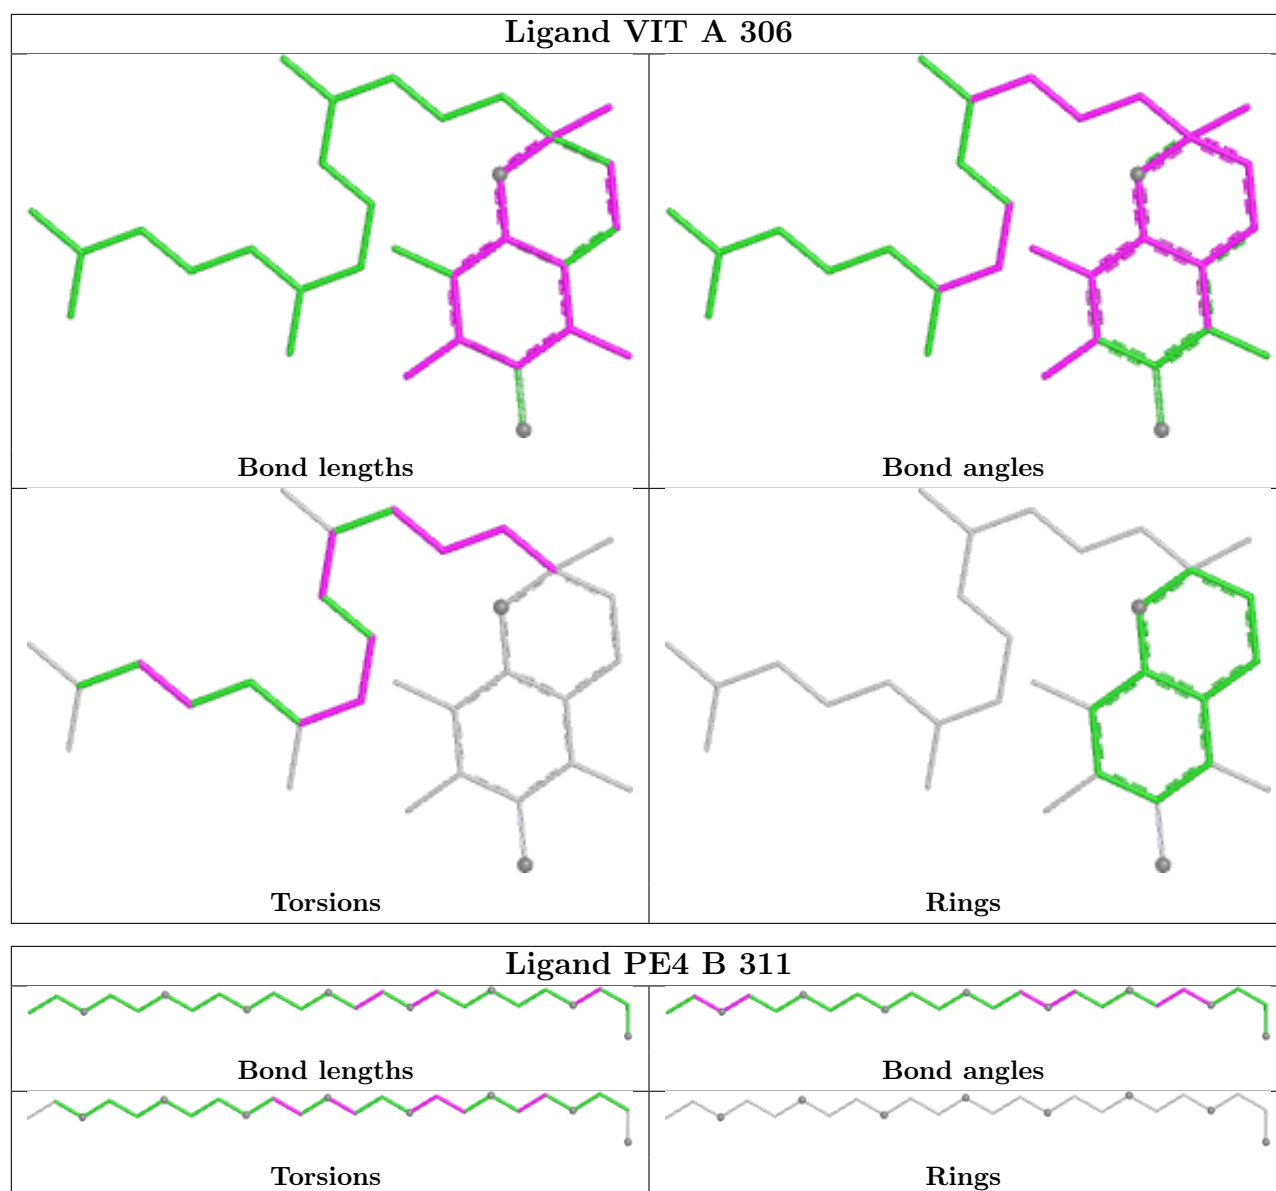 Ligand VIT A 306
Bond lengths
Bond angles
Torsions
Rings
Ligand PE4 B 311
Bond lengths
Bond angles
Torsions
Rings